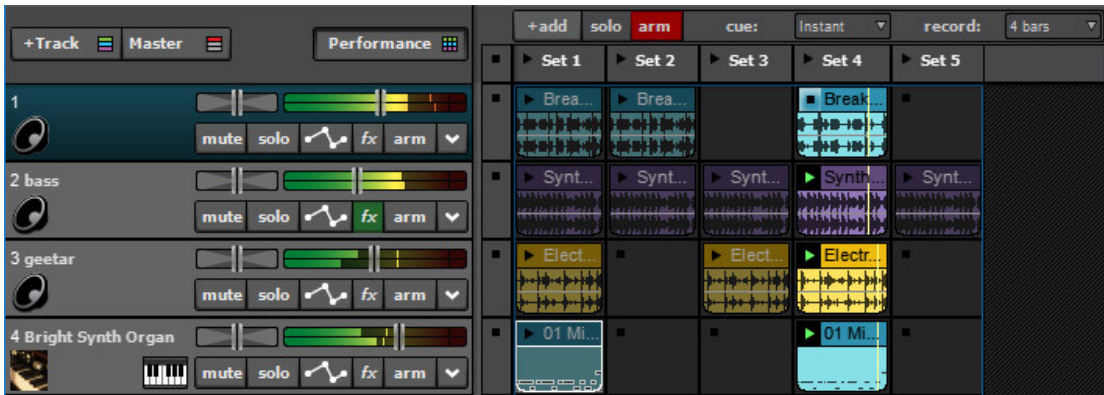 +add solo arm cue: Instant record: 4 bars
+Track Master Performance
Set 1 Set 2 Set 3 Set 4 Set 5
1
Brea... Brea... Break...
mute solo fx arm
2 bass
Synt... Synt... Synt... Synth... Synt...
mute solo fx arm
3 geetar
Elect... Elect... Electr...
mute solo fx arm
4 Bright Synth Organ
01 Mi... 01 Mi...
mute solo fx arm